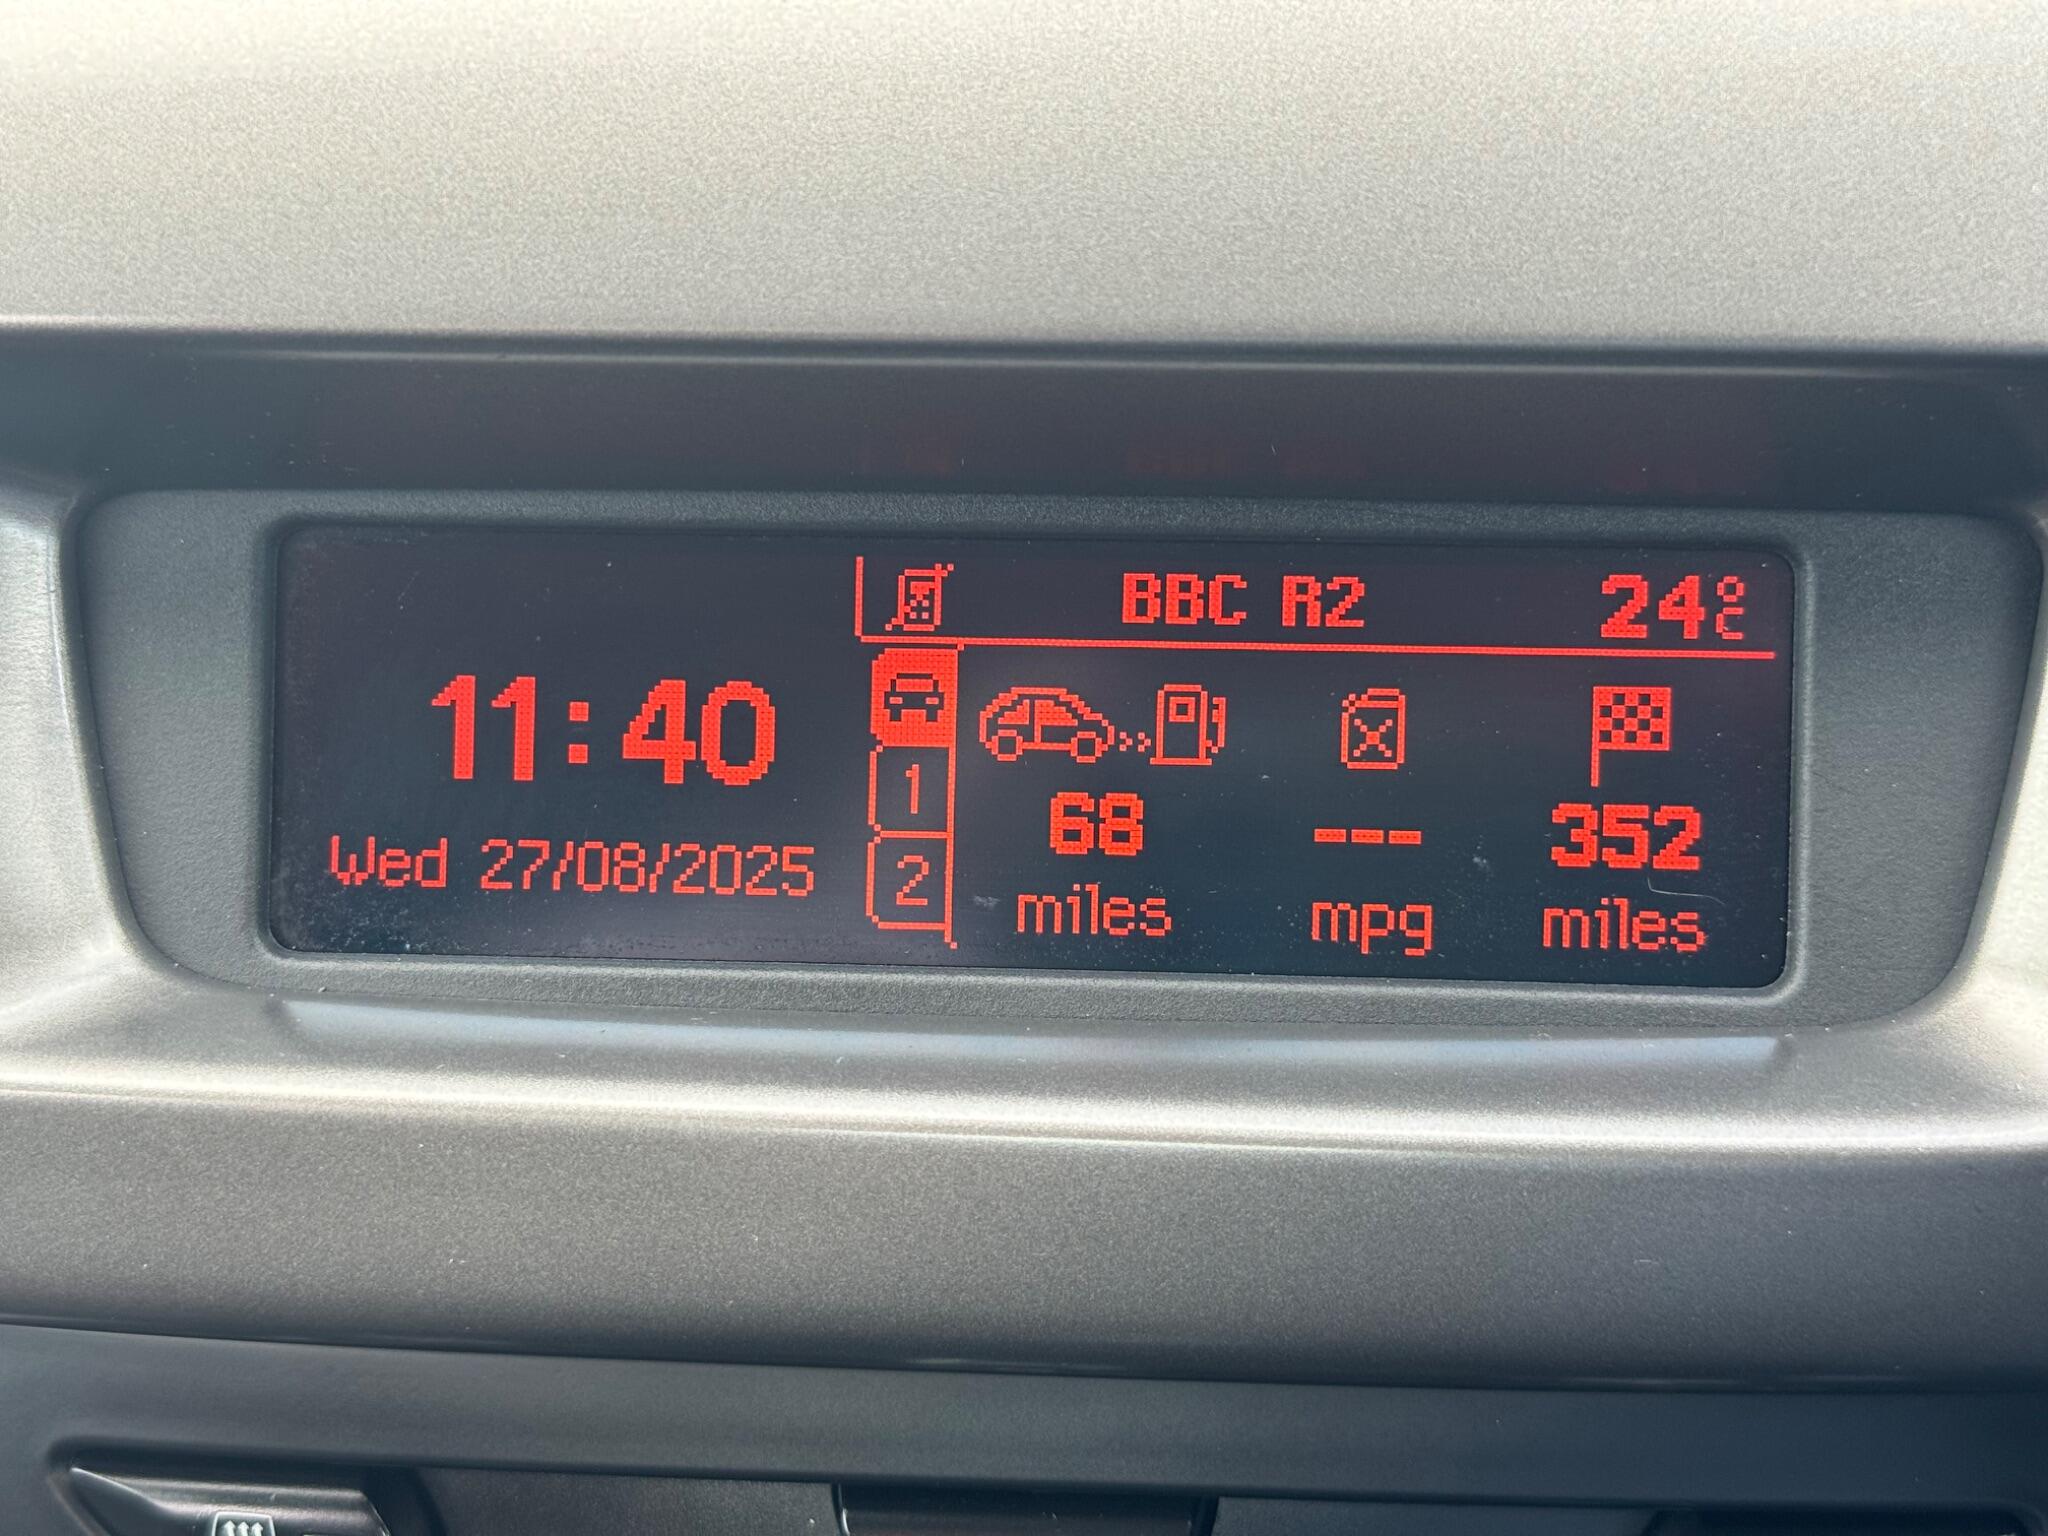 11:40
Wed 27/08/2025
BBC R2 24°C
1
2
68 --- 352
miles mpg miles